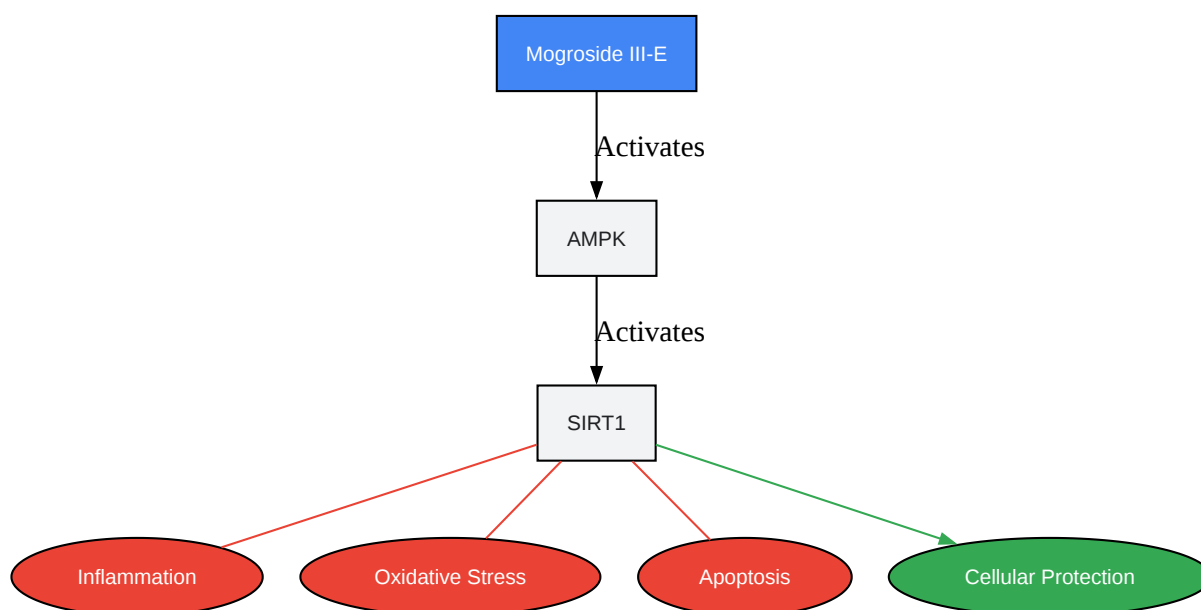 Mogroside III-E
Activates
AMPK
Activates
SIRT1
Inflammation
Oxidative Stress
Apoptosis
Cellular Protection